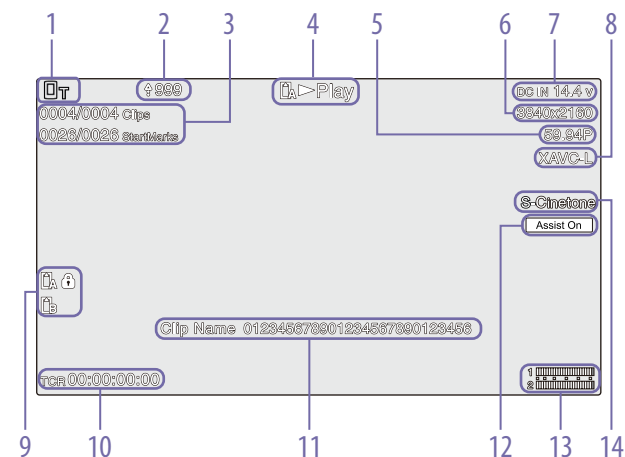 1 2 3 4 5 6 7 8
T 999 A Play DC IN 14.4 V
0004/0004 Clips 3840x2160
0026/0026 StartMarks 59.94P
XAVC-L
S-Cinetone
Assist On
A
B
Clip Name 012345678901234567890123456
TCR 00:00:00:00 1
2
9 10 11 12 13 14